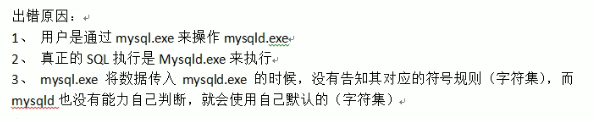 出错原因：
1、 用户是通过 mysql.exe 来操作 mysqld.exe
2、 真正的 SQL 执行是 Mysqld.exe 来执行
3、 mysql.exe 将数据传入 mysqld.exe 的时候，没有告知其对应的符号规则（字符集），而
mysqld 也没有能力自己判断，就会使用自己默认的（字符集）